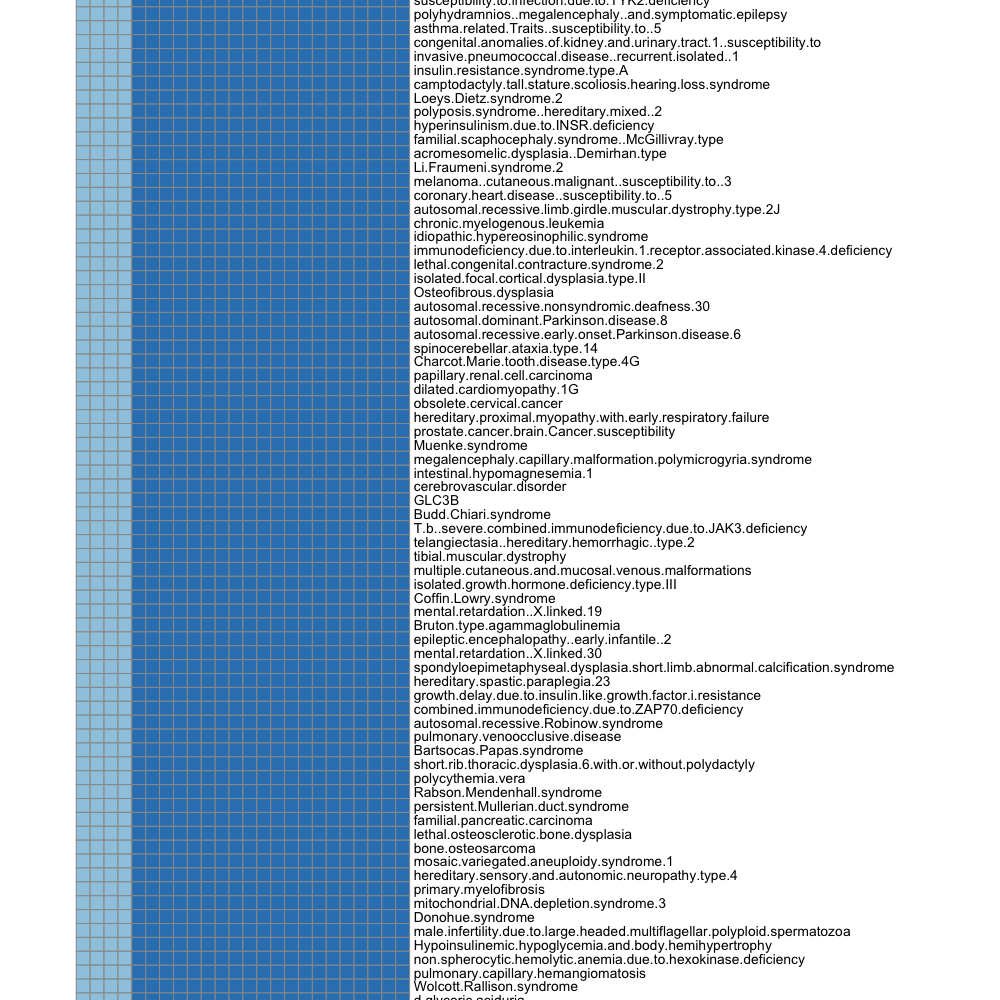 susceptibility.to.infection.due.to.TYK2.deficiency
polyhydramnios..megalencephaly..and.symptomatic.epilepsy
asthma.related.Traits..susceptibility.to..5
congenital.anomalies.of.kidney.and.urinary.tract.1..susceptibility.to
invasive.pneumococcal.disease..recurrent.isolated..1
insulin.resistance.syndrome.type.A
camptodactyly.tall.stature.scoliosis.hearing.loss.syndrome
Loeys.Dietz.syndrome.2
polyposis.syndrome..hereditary.mixed..2
hyperinsulinism.due.to.INSR.deficiency
familial.scaphocephaly.syndrome..McGillivray.type
acromesomelic.dysplasia..Demirhan.type
Li.Fraumeni.syndrome.2
melanoma..cutaneous.malignant..susceptibility.to..3
coronary.heart.disease..susceptibility.to..5
autosomal.recessive.limb.girdle.muscular.dystrophy.type.2J
chronic.myelogenous.leukemia
idiopathic.hypereosinophilic.syndrome
immunodeficiency.due.to.interleukin.1.receptor.associated.kinase.4.deficiency
lethal.congenital.contracture.syndrome.2
isolated.focal.cortical.dysplasia.type.II
Osteofibrous.dysplasia
autosomal.recessive.nonsyndromic.deafness.30
autosomal.dominant.Parkinson.disease.8
autosomal.recessive.early.onset.Parkinson.disease.6
spinocerebellar.ataxia.type.14
Charcot.Marie.tooth.disease.type.4G
papillary.renal.cell.carcinoma
dilated.cardiomyopathy.1G
obsolete.cervical.cancer
hereditary.proximal.myopathy.with.early.respiratory.failure
prostate.cancer.brain.Cancer.susceptibility
Muenke.syndrome
megalencephaly.capillary.malformation.polymicrogyria.syndrome
intestinal.hypomagnesemia.1
cerebrovascular.disorder
GLC3B
Budd.Chiari.syndrome
T.b..severe.combined.immunodeficiency.due.to.JAK3.deficiency
telangiectasia..hereditary.hemorrhagic..type.2
tibial.muscular.dystrophy
multiple.cutaneous.and.mucosal.venous.malformations
isolated.growth.hormone.deficiency.type.III
Coffin.Lowry.syndrome
mental.retardation..X.linked.19
Bruton.type.agammaglobulinemia
epileptic.encephalopathy..early.infantile..2
mental.retardation..X.linked.30
spondyloepimetaphyseal.dysplasia.short.limb.abnormal.calcification.syndrome
hereditary.spastic.paraplegia.23
growth.delay.due.to.insulin.like.growth.factor.i.resistance
combined.immunodeficiency.due.to.ZAP70.deficiency
autosomal.recessive.Robinow.syndrome
pulmonary.venoocclusive.disease
Bartsocas.Papas.syndrome
short.rib.thoracic.dysplasia.6.with.or.without.polydactyly
polycythemia.vera
Rabson.Mendenhall.syndrome
persistent.Mullerian.duct.syndrome
familial.pancreatic.carcinoma
lethal.osteosclerotic.bone.dysplasia
bone.osteosarcoma
mosaic.variegated.aneuploidy.syndrome.1
hereditary.sensory.and.autonomic.neuropathy.type.4
primary.myelofibrosis
mitochondrial.DNA.depletion.syndrome.3
Donohue.syndrome
male.infertility.due.to.large.headed.multiflagellar.polyploid.spermatozoa
Hypoinsulinemic.hypoglycemia.and.body.hemihypertrophy
non.spherocytic.hemolytic.anemia.due.to.hexokinase.deficiency
pulmonary.capillary.hemangiomatosis
Wolcott.Rallison.syndrome
d.glyceric.aciduria